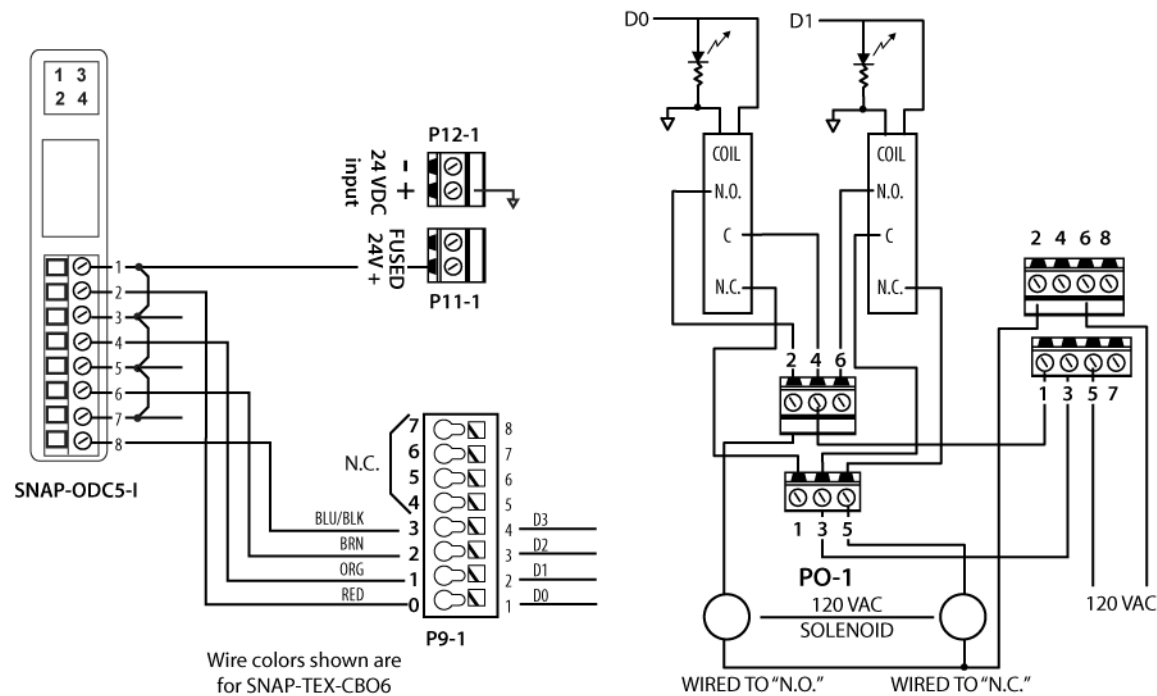 1 3
2 4
1
2
3
4
5
6
7
8
SNAP-ODC5-I
P12-1
- +
24 VDC
input
FUSED
24V +
P11-1
7 8
6 7
N.C.
5 6
4 5
BLU/BLK 3 4 D3
BRN 2 3 D2
ORG 1 2 D1
RED 0 1 D0
P9-1
Wire colors shown are
for SNAP-TEX-CBO6
D0 D1
COIL COIL
N.O. N.O.
C C
N.C. N.C.
2 4 6 8
2 4 6
1 3 5 7
1 3 5
PO-1
120 VAC
SOLENOID
120 VAC
WIRED TO "N.O." WIRED TO "N.C."